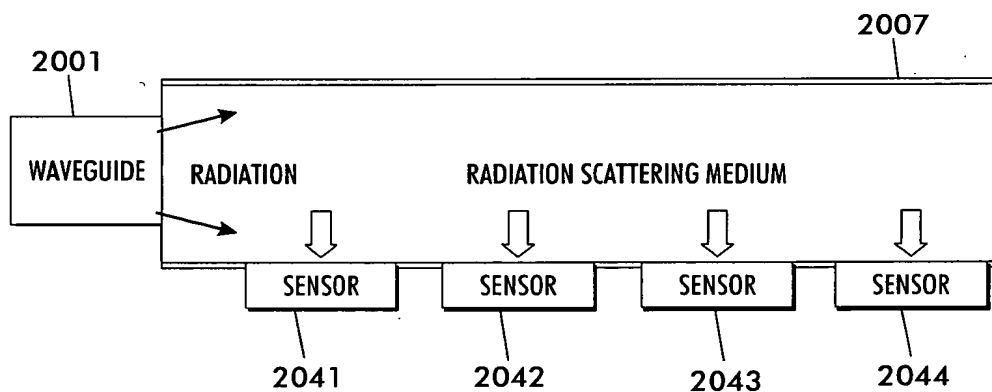 2007
2001
WAVEGUIDE
RADIATION
RADIATION SCATTERING MEDIUM
SENSOR
SENSOR
SENSOR
SENSOR
2041
2042
2043
2044